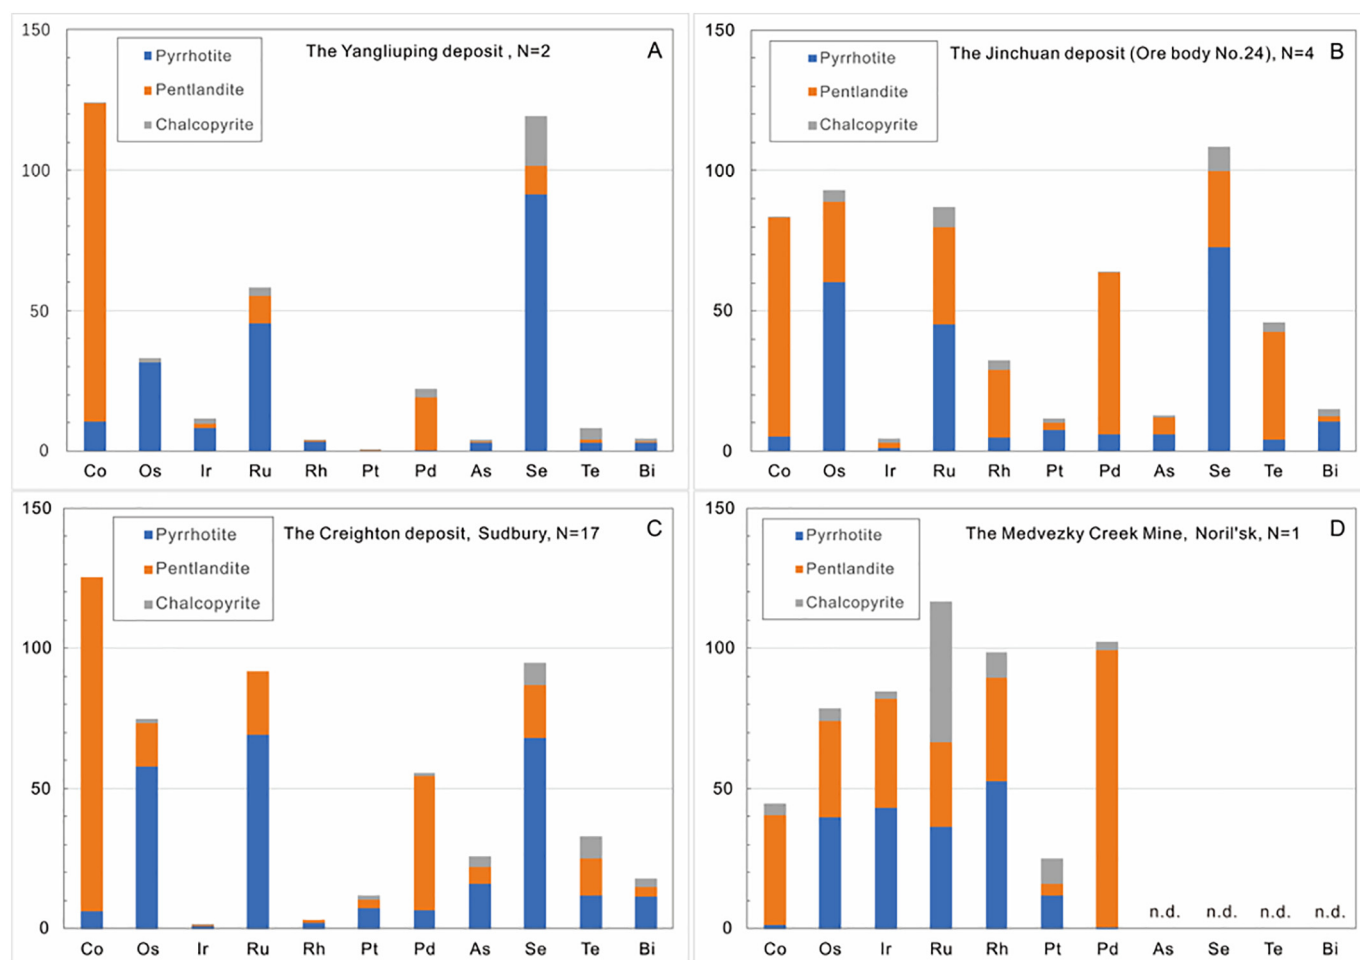 150
The Yangliuping deposit , N=2
A
Pyrrhotite
Pentlandite
Chalcopyrite
100
50
0
Co Os Ir Ru Rh Pt Pd As Se Te Bi
150
The Jinchuan deposit (Ore body No.24), N=4
B
Pyrrhotite
Pentlandite
Chalcopyrite
100
50
0
Co Os Ir Ru Rh Pt Pd As Se Te Bi
150
The Creighton deposit, Sudbury, N=17
C
Pyrrhotite
Pentlandite
Chalcopyrite
100
50
0
Co Os Ir Ru Rh Pt Pd As Se Te Bi
150
The Medvezky Creek Mine, Noril'sk, N=1
D
Pyrrhotite
Pentlandite
Chalcopyrite
100
50
n.d. n.d. n.d. n.d.
0
Co Os Ir Ru Rh Pt Pd As Se Te Bi